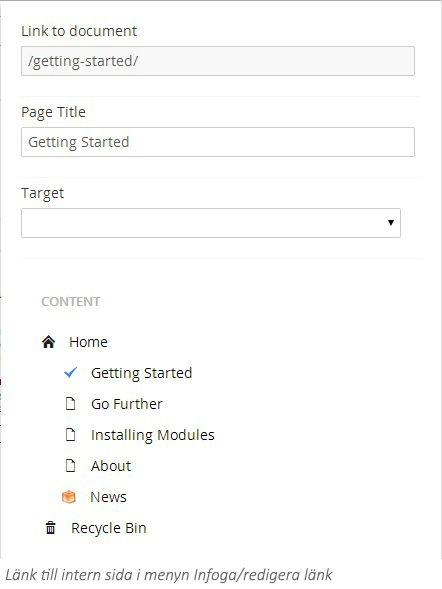 Link to document
/getting-started/
Page Title
Getting Started
Target
CONTENT
Home
Getting Started
Go Further
Installing Modules
About
News
Recycle Bin
Länk till intern sida i menyn Infoga/redigera länk